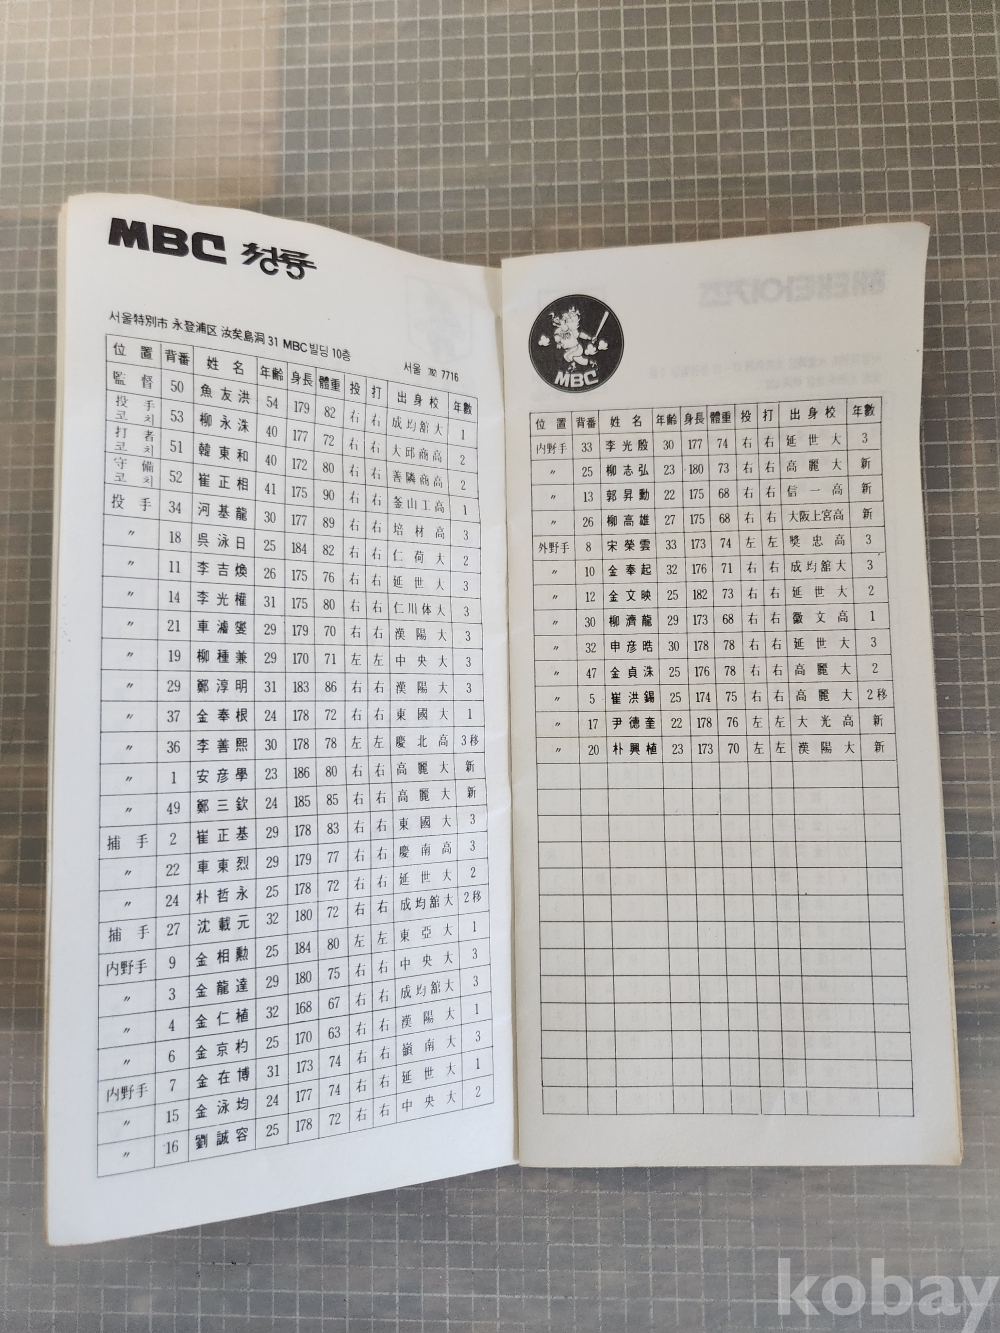 MBC 청룡
서울特別市 永登浦区 汝矣島洞 31 MBC 빌딩 10층
서울 782 7716
位置 背番 姓名 年齡 身長 體重 投 打 出身校 年數
監督 50 魚友洪 54 179 82 右 右 成均舘大 1
投手코치 53 柳永洙 40 177 72 右 右 大邱商高 2
打者코치 51 韓東和 40 172 80 右 右 善隣商高 2
守備코치 52 崔正相 41 175 90 右 右 釜山工高 1
投手 34 河基龍 30 177 89 右 右 培材高 3
〃 18 吳泳日 25 184 82 右 右 仁荷大 2
〃 11 李吉煥 26 175 76 右 右 延世大 3
〃 14 李光權 31 175 80 右 右 仁川体大 3
〃 21 車 29 179 70 右 右 漢陽大 3
〃 19 柳種兼 29 170 71 左 左 中央大 3
〃 29 鄭淳明 31 183 86 右 右 漢陽大 3
〃 37 金奉根 24 178 72 右 右 東國大 1
〃 36 李善熙 30 178 78 左 左 慶北高 3移
〃 1 安彦學 23 186 80 右 右 高麗大 新
〃 49 鄭三欽 24 185 85 右 右 高麗大 新
捕手 2 崔正基 29 178 83 右 右 東國大 3
〃 22 車東烈 29 179 77 右 右 慶南高 3
〃 24 朴哲永 25 178 72 右 右 延世大 2
捕手 27 沈載元 32 180 72 右 右 成均舘大 2移
内野手 9 金相勳 25 184 80 左 左 東亞大 1
〃 3 金龍達 29 180 75 右 右 中央大 3
〃 4 金仁植 32 168 67 右 右 成均舘大 3
〃 6 金京杓 25 170 63 右 右 漢陽大 1
内野手 7 金在博 31 173 74 右 右 嶺南大 3
〃 15 金泳均 24 177 74 右 右 延世大 1
〃 16 劉誠容 25 178 72 右 右 中央大 2
MBC
位置 背番 姓名 年齡 身長 體重 投 打 出身校 年數
内野手 33 李光殷 30 177 74 右 右 延世大 3
〃 25 柳志弘 23 180 73 右 右 高麗大 新
〃 13 郭昇勳 22 175 68 右 右 信一高 新
〃 26 柳高雄 27 175 68 右 右 大阪上宮高 新
外野手 8 宋榮雲 33 173 74 左 左 奬忠高 3
〃 10 金奉起 32 176 71 右 右 成均舘大 3
〃 12 金文映 25 182 73 右 右 延世大 2
〃 30 柳濟龍 29 173 68 右 右 徽文高 1
〃 32 申彦晧 30 178 78 右 右 延世大 3
〃 47 金貞洙 25 176 78 右 右 高麗大 2
〃 5 崔洪錫 25 174 75 右 右 高麗大 2移
〃 17 尹德奎 22 178 76 左 左 大光高 新
〃 20 朴興植 23 173 70 左 左 漢陽大 新
kobay